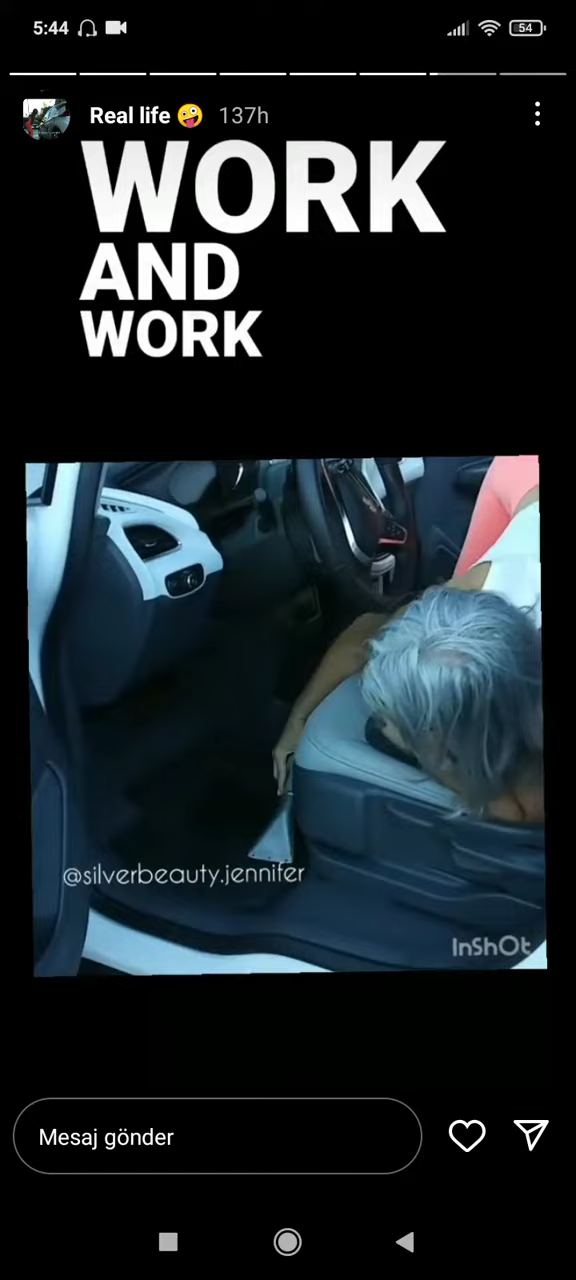 5:44
54
Real life 🤪 137h
WORK
AND
WORK
@silverbeauty.jennifer
InShOt
Mesaj gönder